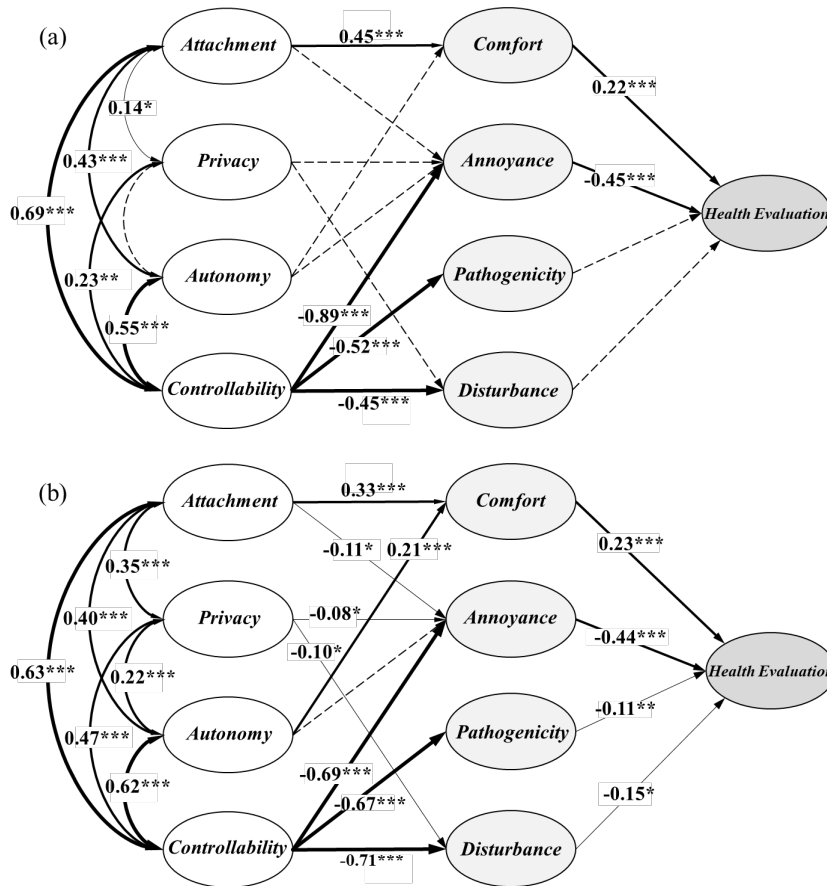 (a)
Attachment
0.45***
Comfort
0.22***
0.14*
Privacy
Annoyance
-0.45***
0.43***
0.69***
Health Evaluation
0.23**
Autonomy
Pathogenicity
0.55***
-0.89***
-0.52***
Controllability
-0.45***
Disturbance
(b)
Attachment
0.33***
Comfort
-0.11*
0.21***
0.23***
0.35***
Privacy
-0.08*
Annoyance
0.40***
-0.10*
-0.44***
0.63***
0.22***
Health Evaluation
0.47***
Autonomy
Pathogenicity
-0.11**
0.62***
-0.69***
-0.67***
-0.15*
Controllability
-0.71***
Disturbance